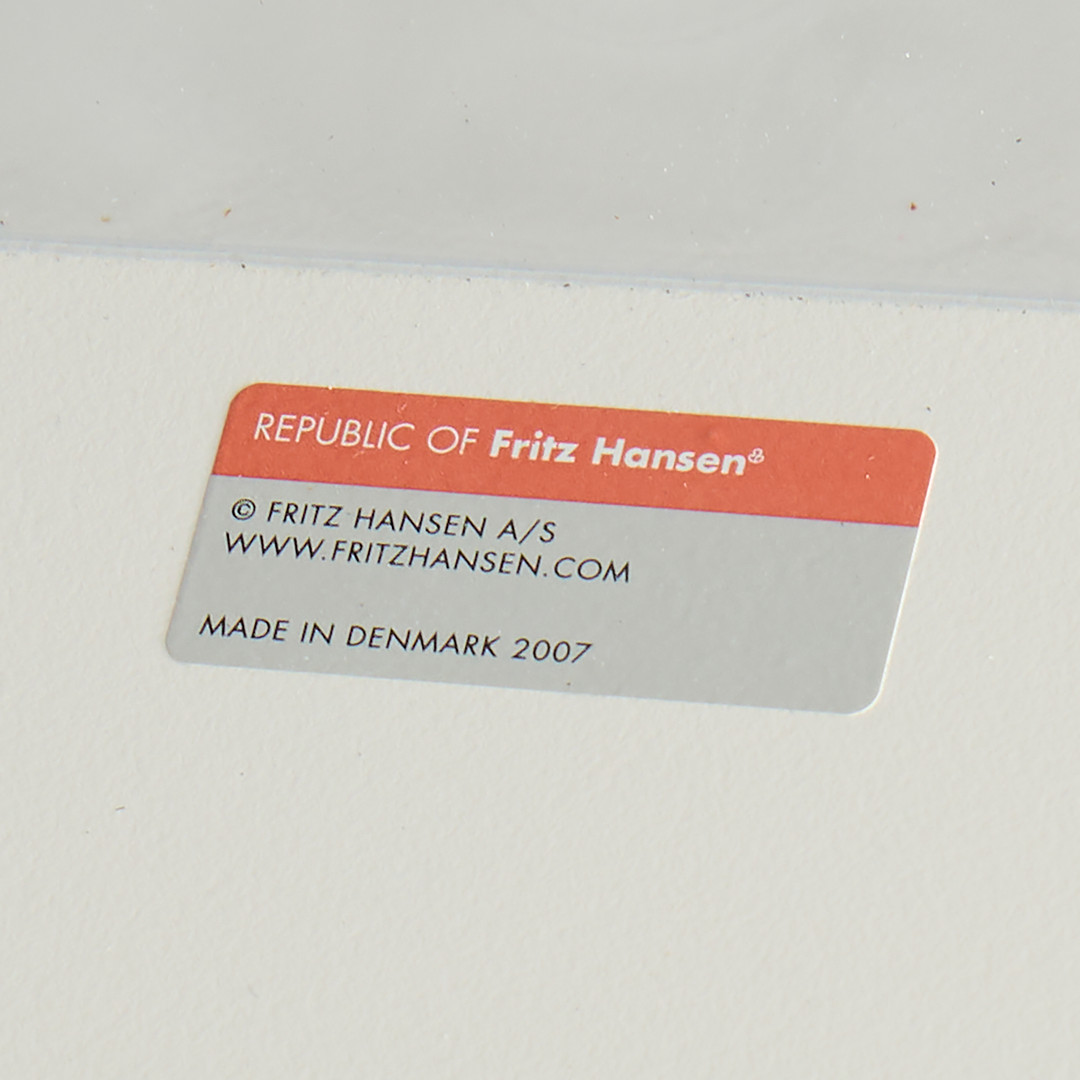 REPUBLIC OF Fritz Hansen
© FRITZ HANSEN A/S
WWW.FRITZHANSEN.COM
MADE IN DENMARK 2007